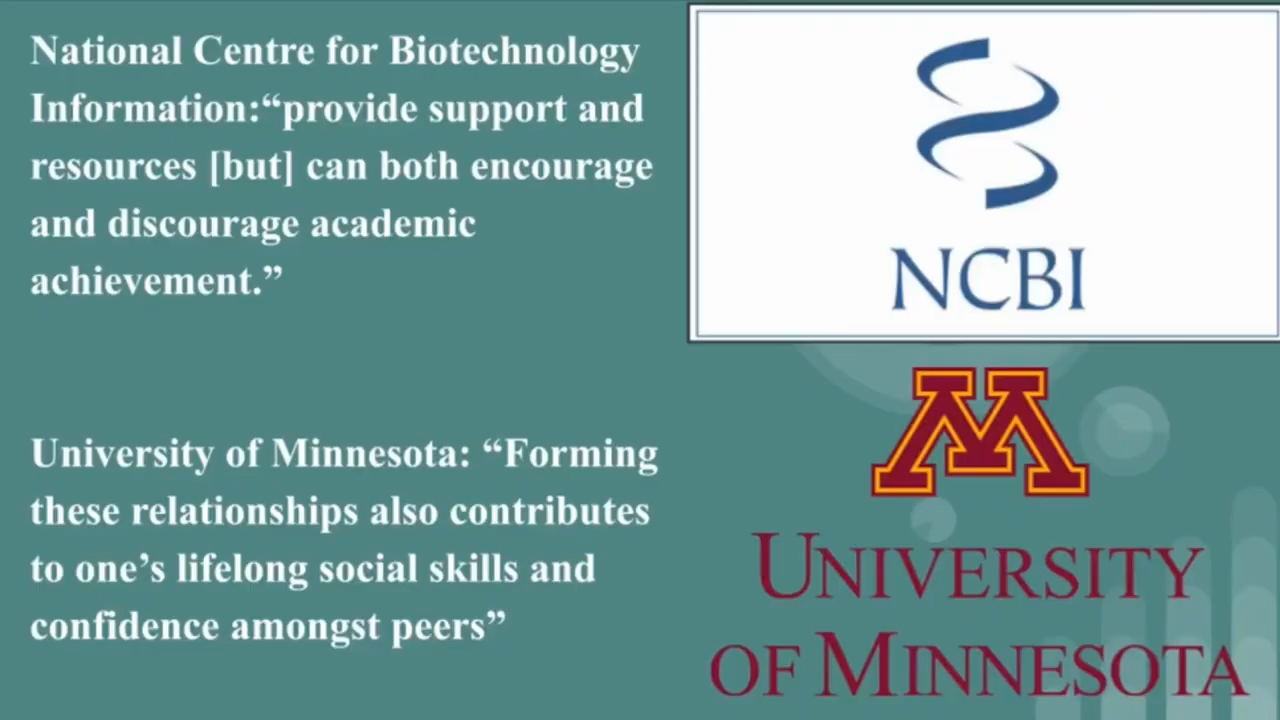 National Centre for Biotechnology
Information:“provide support and
resources [but] can both encourage
and discourage academic
achievement.”
NCBI
University of Minnesota: “Forming
these relationships also contributes
to one’s lifelong social skills and
confidence amongst peers”
M
UNIVERSITY
OF MINNESOTA